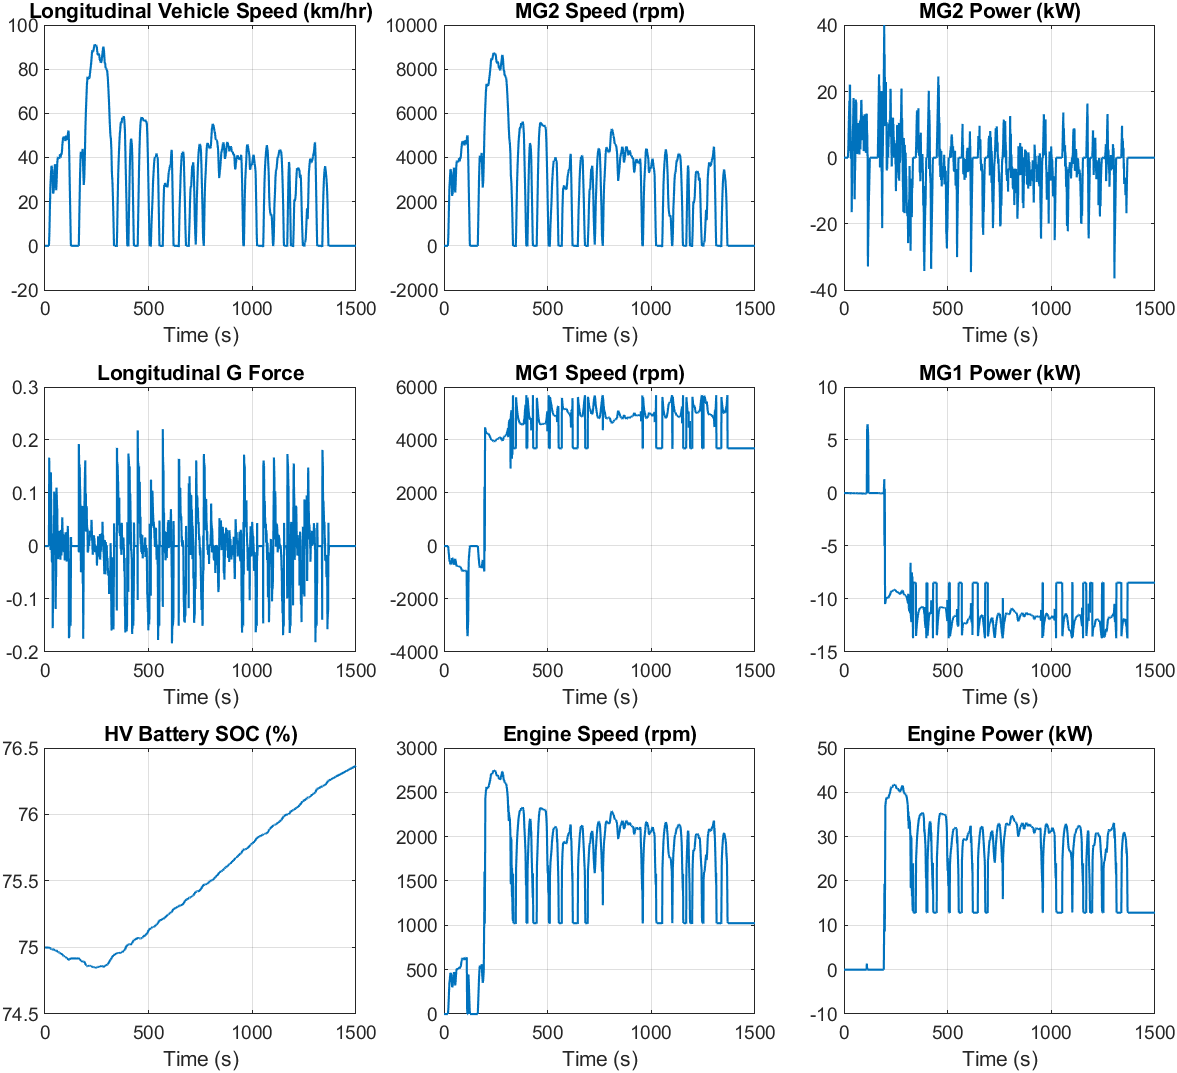 Longitudinal Vehicle Speed (km/hr)
100
80
60
40
20
0
-20
0 500 1000 1500
Time (s)
MG2 Speed (rpm)
10000
8000
6000
4000
2000
0
-2000
0 500 1000 1500
Time (s)
MG2 Power (kW)
40
20
0
-20
-40
0 500 1000 1500
Time (s)
Longitudinal G Force
0.3
0.2
0.1
0
-0.1
-0.2
0 500 1000 1500
Time (s)
MG1 Speed (rpm)
6000
4000
2000
0
-2000
-4000
0 500 1000 1500
Time (s)
MG1 Power (kW)
10
5
0
-5
-10
-15
0 500 1000 1500
Time (s)
HV Battery SOC (%)
76.5
76
75.5
75
74.5
0 500 1000 1500
Time (s)
Engine Speed (rpm)
3000
2500
2000
1500
1000
500
0
0 500 1000 1500
Time (s)
Engine Power (kW)
50
40
30
20
10
0
-10
0 500 1000 1500
Time (s)